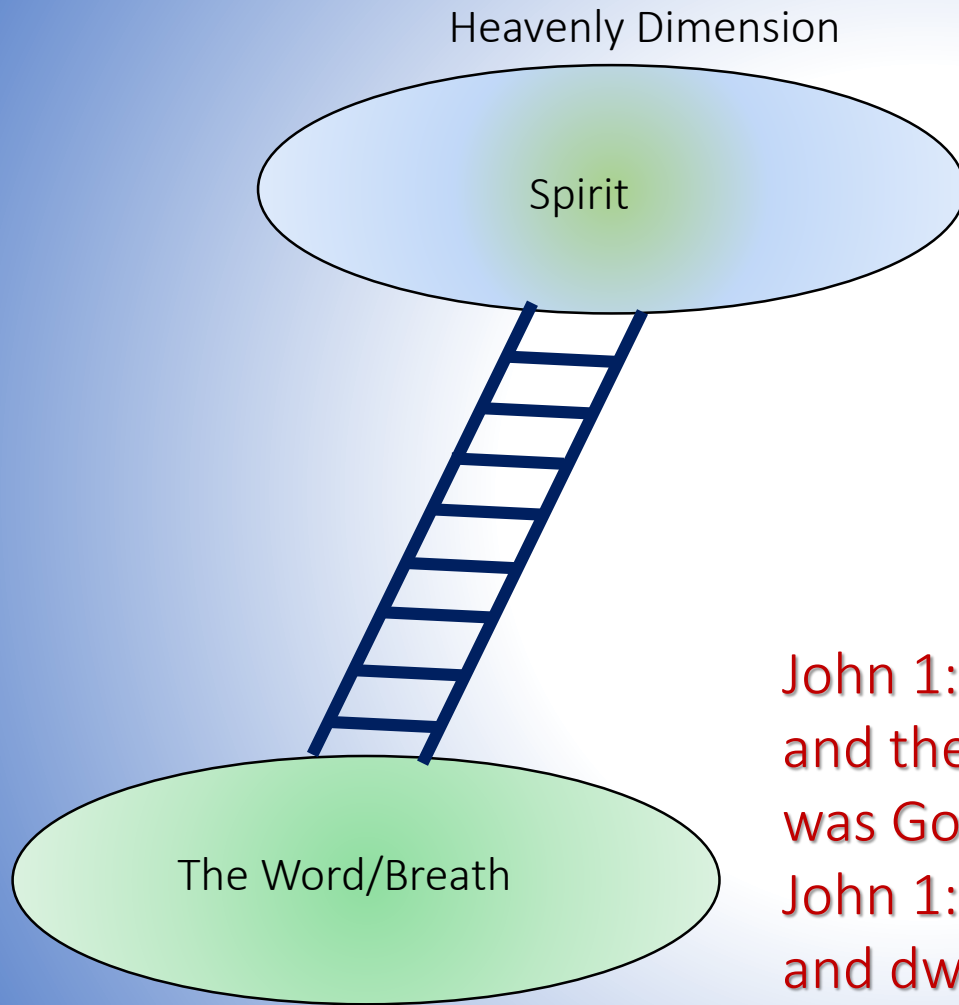 Heavenly Dimension
Spirit
The Word/Breath
John 1:
and the
was Go
John 1:
and dw